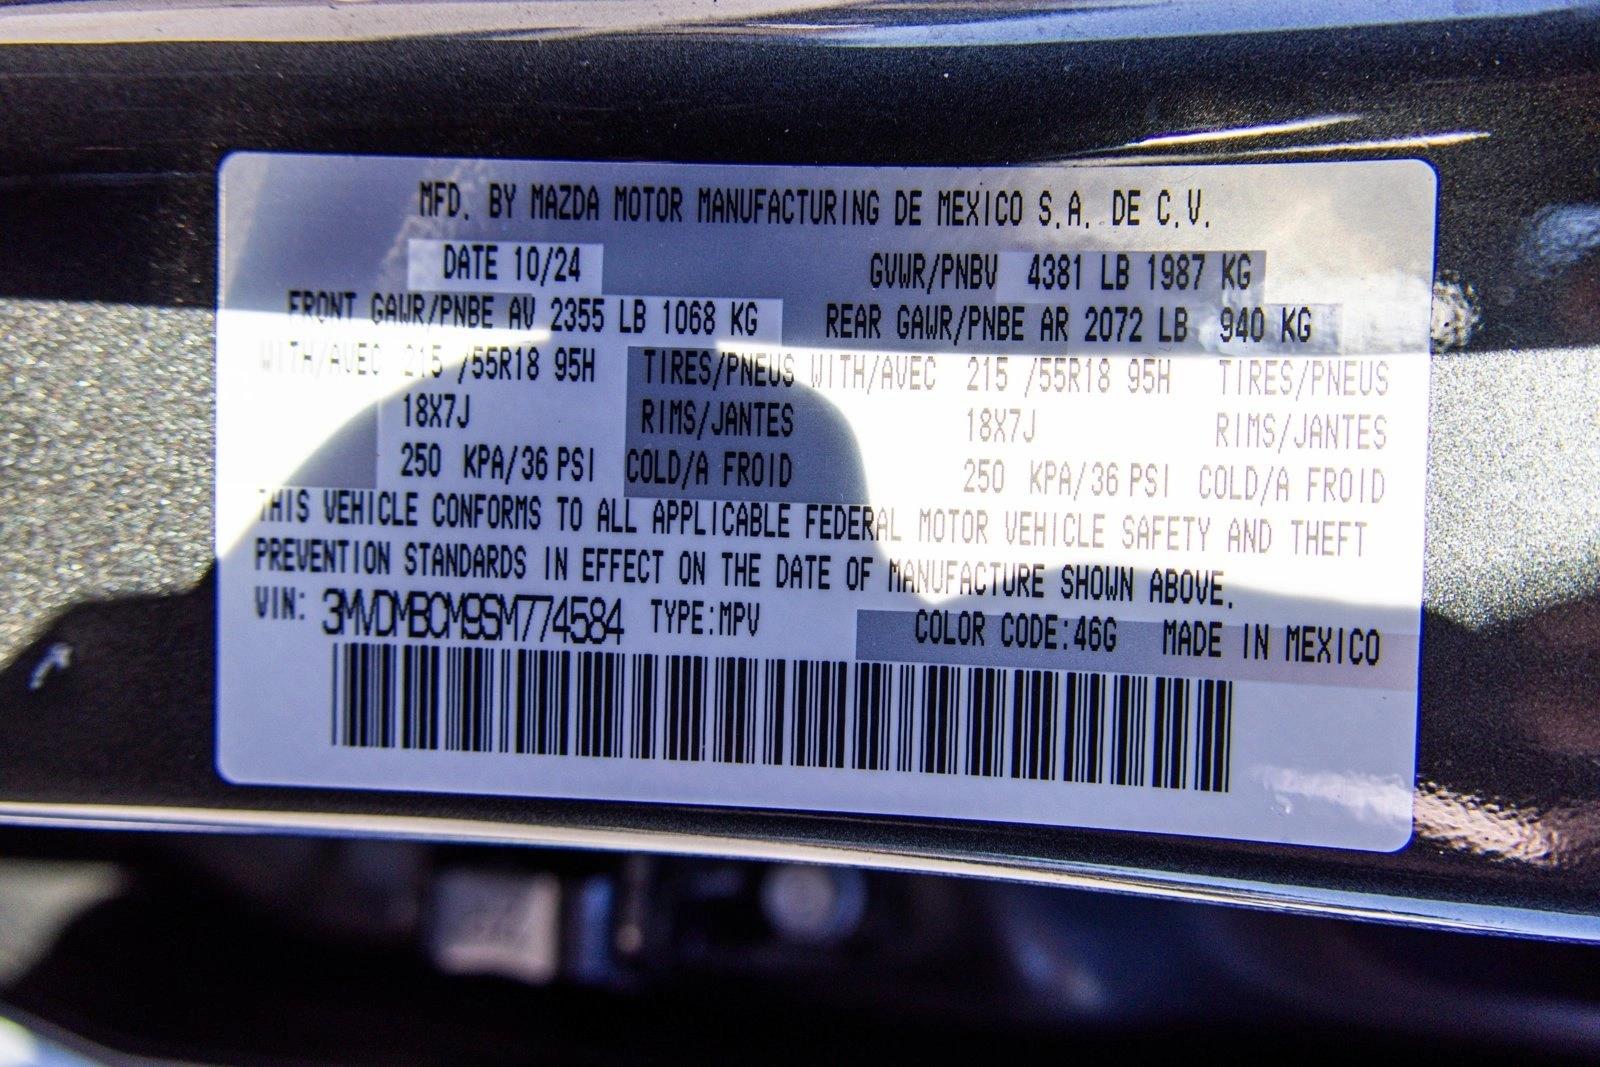 MFD. BY MAZDA MOTOR MANUFACTURING DE MEXICO S.A. DE C.V.
DATE 10/24 GVWR/PNBV 4381 LB 1987 KG
FRONT GAWR/PNBE AV 2355 LB 1068 KG REAR GAWR/PNBE AR 2072 LB 940 KG
WITH/AVEC 215 /55R18 95H TIRES/PNEUS WITH/AVEC 215 /55R18 95H TIRES/PNEUS
18X7J RIMS/JANTES 18X7J RIMS/JANTES
250 KPA/36 PSI COLD/A FROID 250 KPA/36 PSI COLD/A FROID
THIS VEHICLE CONFORMS TO ALL APPLICABLE FEDERAL MOTOR VEHICLE SAFETY AND THEFT
PREVENTION STANDARDS IN EFFECT ON THE DATE OF MANUFACTURE SHOWN ABOVE.
VIN: 3MVDMBCM9SM774584 TYPE:MPV COLOR CODE:46G MADE IN MEXICO